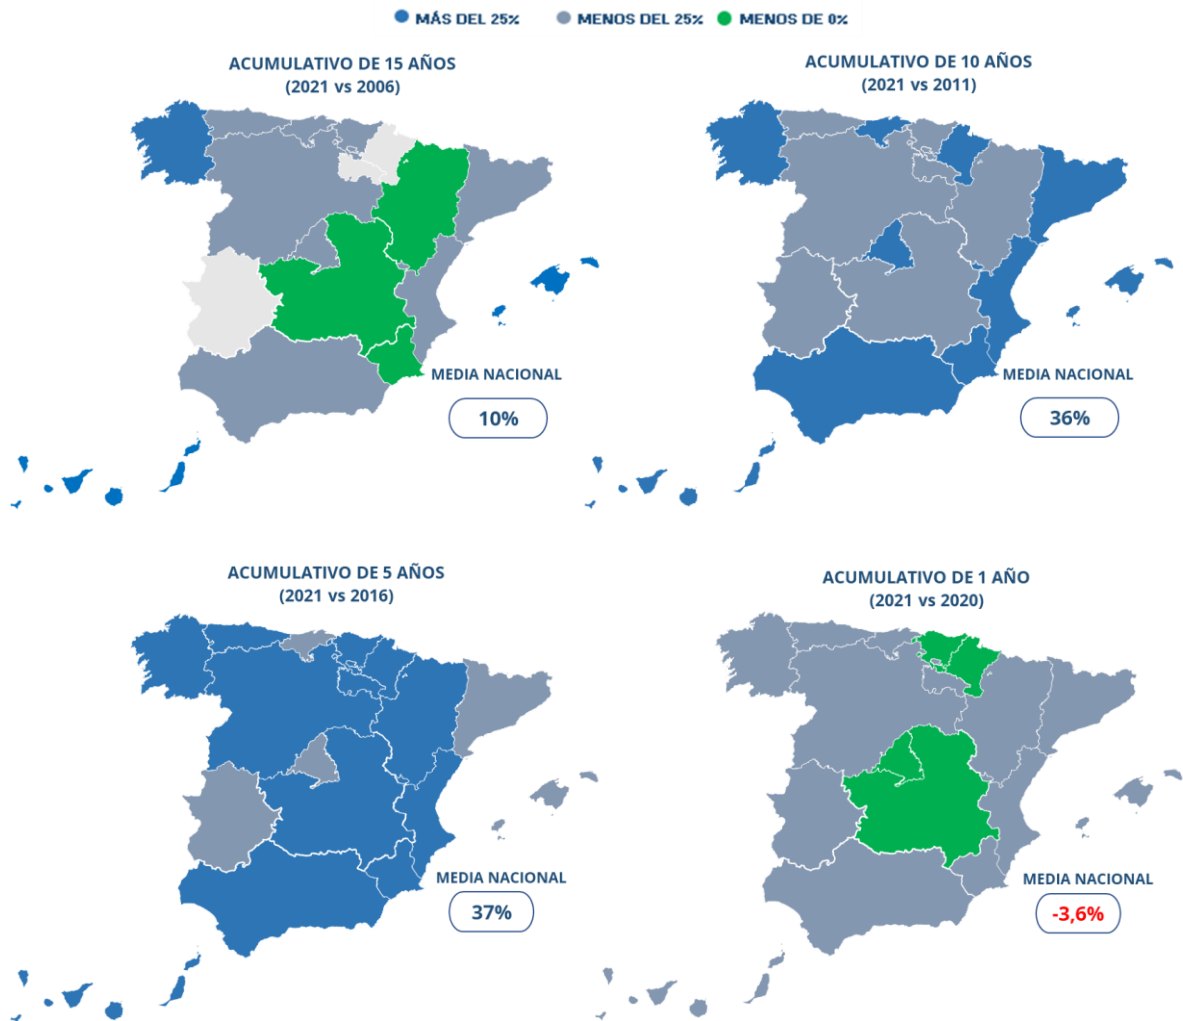 MÁS DEL 25% MENOS DEL 25% MENOS DE 0%
ACUMULATIVO DE 15 AÑOS
(2021 vs 2006)
MEDIA NACIONAL
10%
ACUMULATIVO DE 10 AÑOS
(2021 vs 2011)
MEDIA NACIONAL
36%
ACUMULATIVO DE 5 AÑOS
(2021 vs 2016)
MEDIA NACIONAL
37%
ACUMULATIVO DE 1 AÑO
(2021 vs 2020)
MEDIA NACIONAL
-3,6%